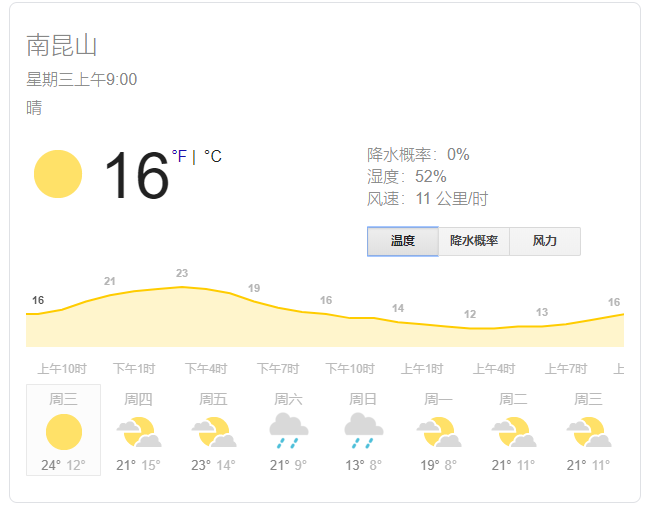 南昆山
星期三上午9:00
晴
16 °F | °C
降水概率：0%
湿度：52%
风速：11 公里/时
温度 降水概率 风力
16 21 23 19 16 14 12 13 16
上午10时 下午1时 下午4时 下午7时 下午10时 上午1时 上午4时 上午7时 上
周三 周四 周五 周六 周日 周一 周二 周三
24° 12° 21° 15° 23° 14° 21° 9° 13° 8° 19° 8° 21° 11° 21° 11°